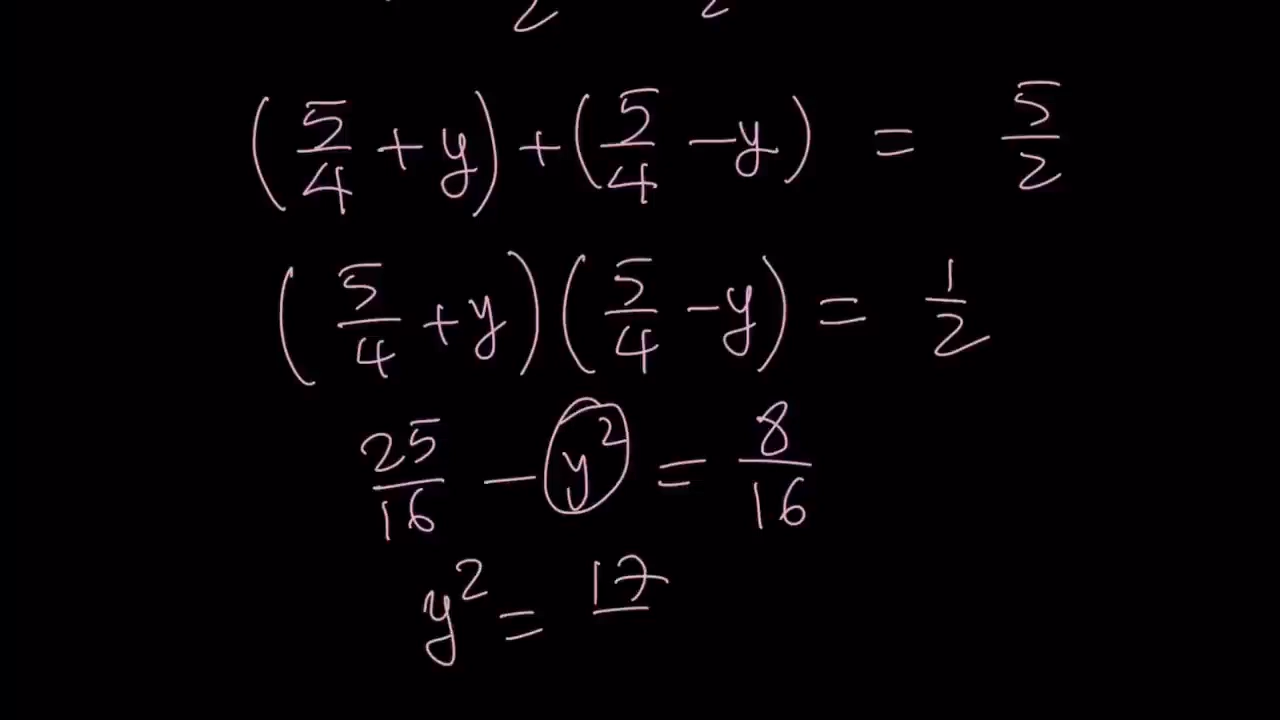 (5/4 + y) + (5/4 - y) = 5/2
(5/4 + y)(5/4 - y) = 1/2
25/16 - y² = 8/16
y² = 17/